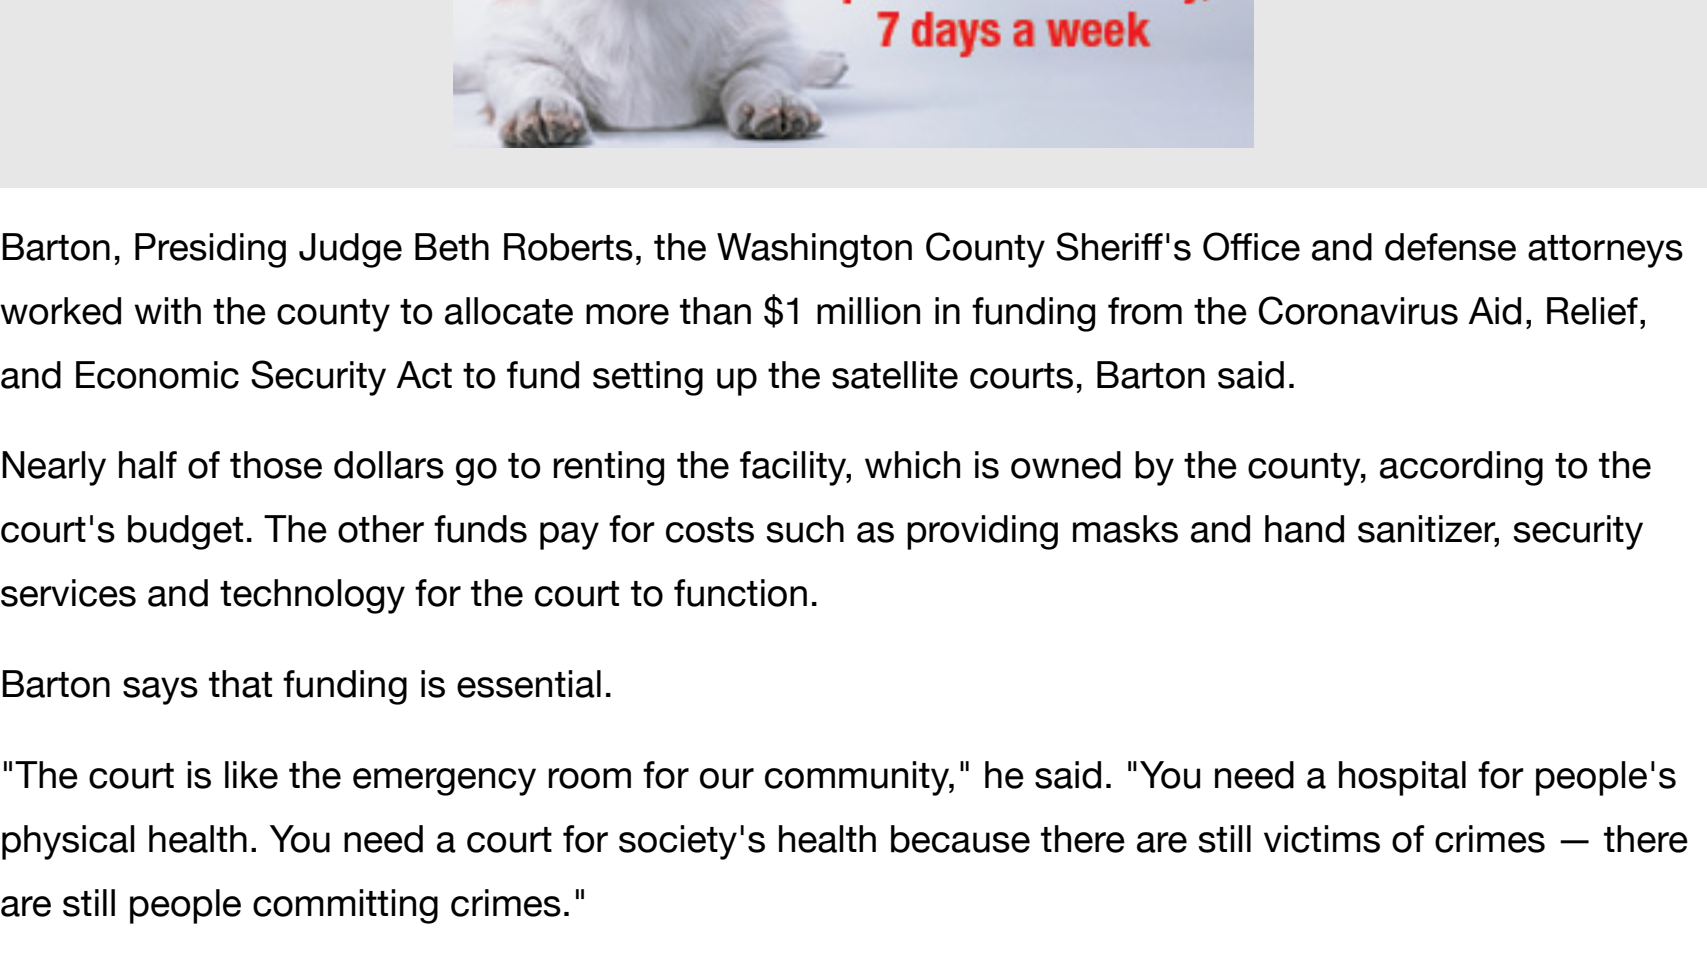 7 days a week
Barton, Presiding Judge Beth Roberts, the Washington County Sheriff's Office and defense attorneys
worked with the county to allocate more than $1 million in funding from the Coronavirus Aid, Relief,
and Economic Security Act to fund setting up the satellite courts, Barton said.
Nearly half of those dollars go to renting the facility, which is owned by the county, according to the
court's budget. The other funds pay for costs such as providing masks and hand sanitizer, security
services and technology for the court to function.
Barton says that funding is essential.
"The court is like the emergency room for our community," he said. "You need a hospital for people's
physical health. You need a court for society's health because there are still victims of crimes — there
are still people committing crimes."